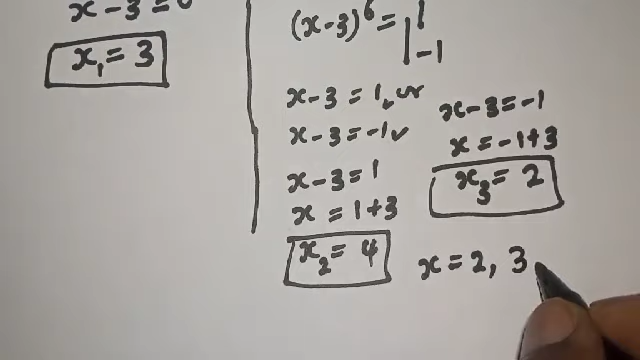 x-3=0
x₁ = 3
(x-3)⁶ = | 1
-1
x-3 = 1, or
x-3 = -1
x-3 = 1
x = 1+3
x₂ = 4
x-3 = -1
x = -1+3
x₃ = 2
x = 2, 3